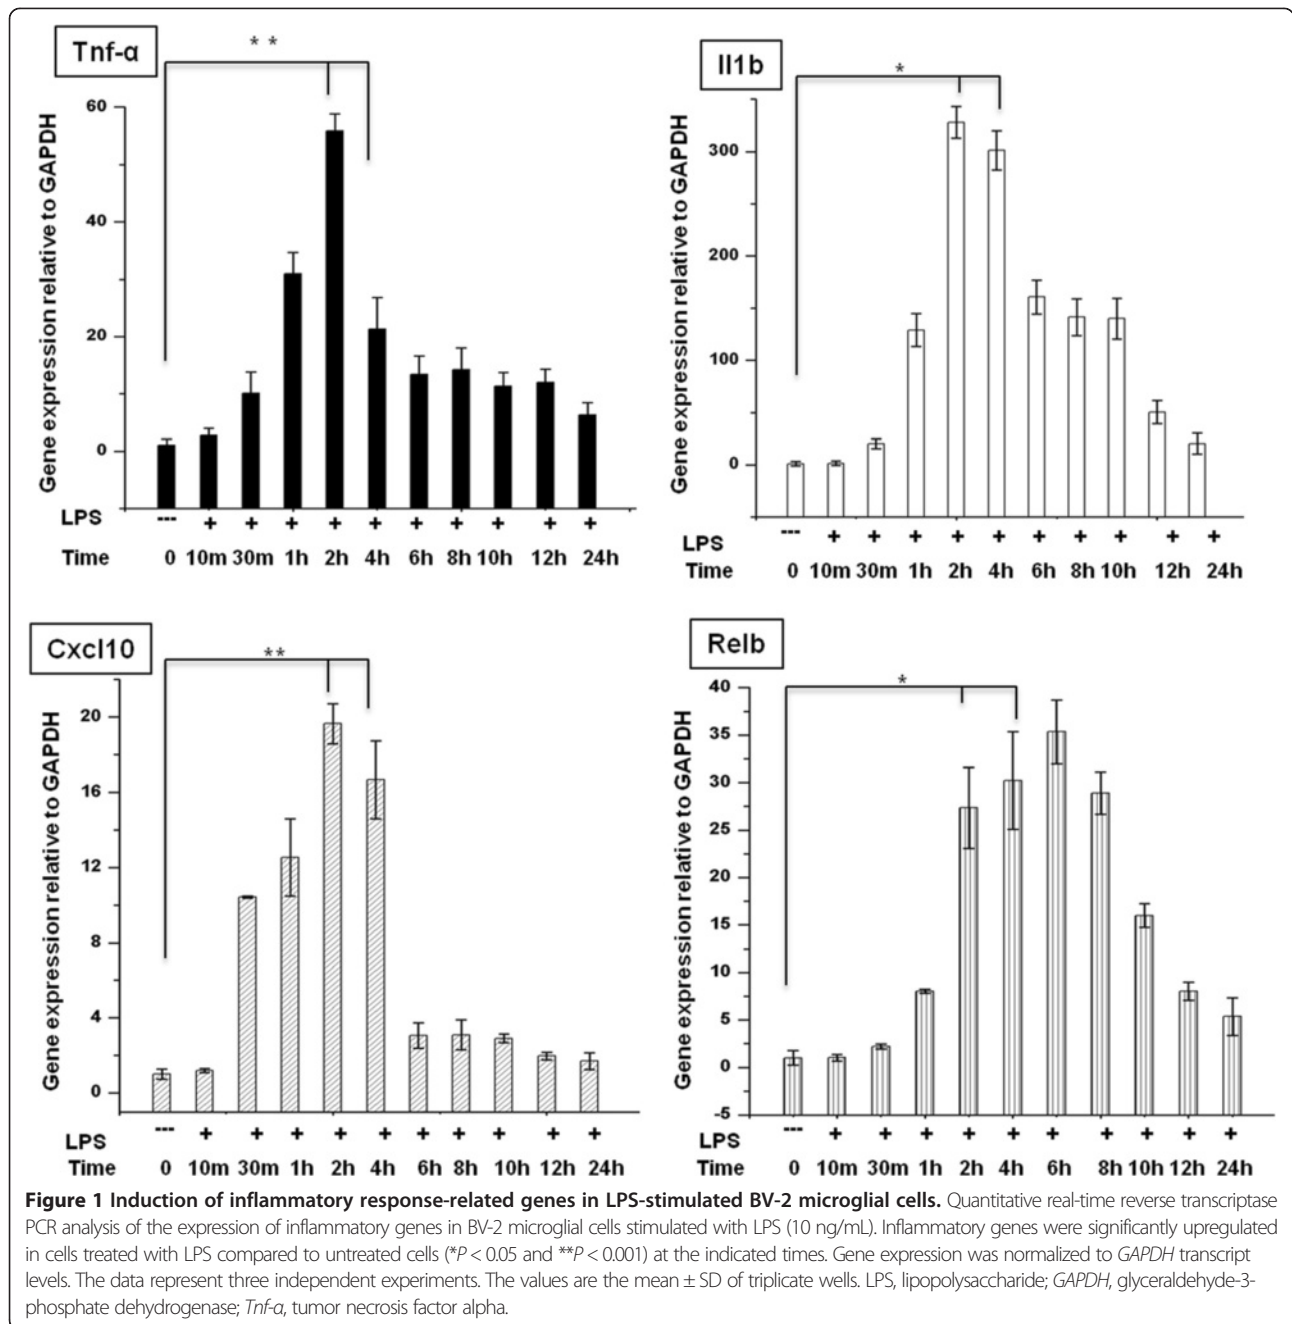 Tnf-α
* *
Gene expression relative to GAPDH
60
40
20
0
LPS --- + + + + + + + + + +
Time 0 10m 30m 1h 2h 4h 6h 8h 10h 12h 24h
Il1b
*
Gene expression relative to GAPDH
300
200
100
0
LPS --- + + + + + + + + + +
Time 0 10m 30m 1h 2h 4h 6h 8h 10h 12h 24h
Cxcl10
**
Gene expression relative to GAPDH
20
16
12
8
4
0
LPS --- + + + + + + + + + +
Time 0 10m 30m 1h 2h 4h 6h 8h 10h 12h 24h
Relb
*
Gene expression relative to GAPDH
40
35
30
25
20
15
10
5
0
-5
LPS --- + + + + + + + + + +
Time 0 10m 30m 1h 2h 4h 6h 8h 10h 12h 24h
Figure 1 Induction of inflammatory response-related genes in LPS-stimulated BV-2 microglial cells. Quantitative real-time reverse transcriptase
PCR analysis of the expression of inflammatory genes in BV-2 microglial cells stimulated with LPS (10 ng/mL). Inflammatory genes were significantly upregulated
in cells treated with LPS compared to untreated cells (*P < 0.05 and **P < 0.001) at the indicated times. Gene expression was normalized to GAPDH transcript
levels. The data represent three independent experiments. The values are the mean ± SD of triplicate wells. LPS, lipopolysaccharide; GAPDH, glyceraldehyde-3-
phosphate dehydrogenase; Tnf-α, tumor necrosis factor alpha.